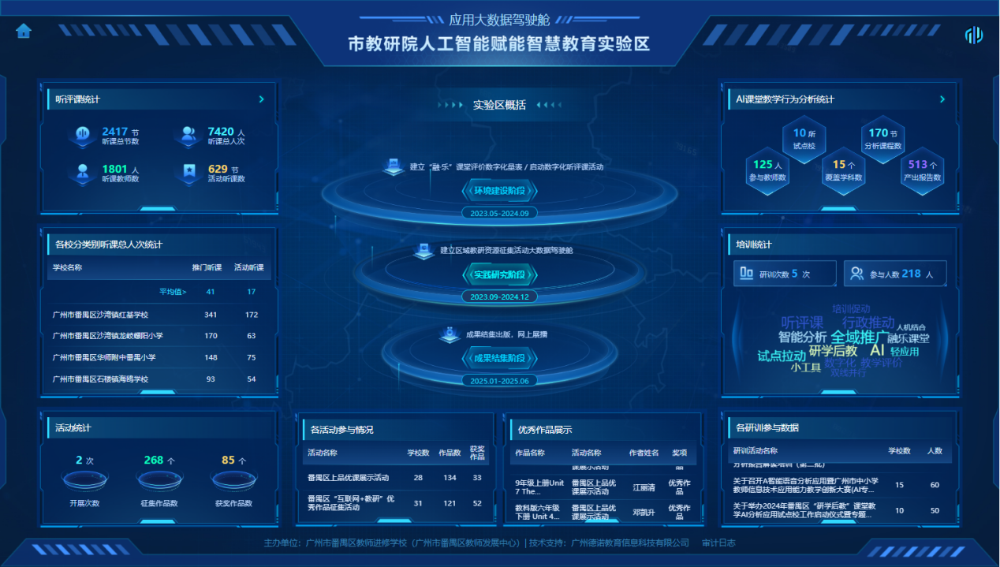 应用大数据驾驶舱
市教研院人工智能赋能智慧教育实验区
听评课统计
2417 节
听课总节数
7420 人
听课总人次
1801 人
听课教师数
629 节
活动听课数
各校分类别听课总人次统计
学校名称 推门听课 活动听课
平均值> 41 17
广州市番禺区沙湾镇红基学校 341 172
广州市番禺区沙湾镇龙岐螺阳小学 170 63
广州市番禺区华师附中番禺小学 148 75
广州市番禺区石楼镇海鸥学校 93 54
活动统计
2 次
开展次数
268 个
征集作品数
85 个
获奖作品数
实验区概括
建立“融乐”课堂评价数字化量表 / 启动数字化听评课活动
环境建设阶段
2023.05-2024.09
建立区域教研资源征集活动大数据驾驶舱
实践研究阶段
2023.09-2024.12
成果结集出版,网上展播
成果结集阶段
2025.01-2025.06
各活动参与情况
活动名称 学校数 作品数 获奖
作品
番禺区上品优课展示活动 28 134 33
番禺区“互联网+教研”优
秀作品征集活动 31 121 52
优秀作品展示
作品名称 活动名称 作者姓名 奖项
课展示活动 品
9年级上册Unit
7 The... 番禺区上品优
课展示活动 江丽清 优秀作
品
教科版六年级
下册 Unit 4... 番禺区上品优
课展示活动 邓凯升 优秀作
品
AI课堂教学行为分析统计
10 所
试点校
170 节
分析课程数
125 人
参与教师数
15 个
覆盖学科数
513 个
产出报告数
培训统计
研训次数 5 次
参与人数 218 人
培训促动
听评课 行政推动 人机结合
智能分析 全域推广 融乐课堂
试点拉动 研学后教 AI 轻应用
小工具 数字化 教学评价
双线并行
各研训参与数据
研训活动名称 学校数 人数
分析报告解读培训(第二批)
关于召开AI智能语音分析应用暨广州市中小学
教师信息技术应用能力教学创新大赛(AI专... 15 60
关于举办2024年番禺区“研学后教”课堂教
学AI分析应用试点校工作启动仪式暨专题... 10 50
主办单位:广州市番禺区教师进修学校(广州市番禺区教师发展中心) | 技术支持:广州德诺教育信息科技有限公司 审计日志